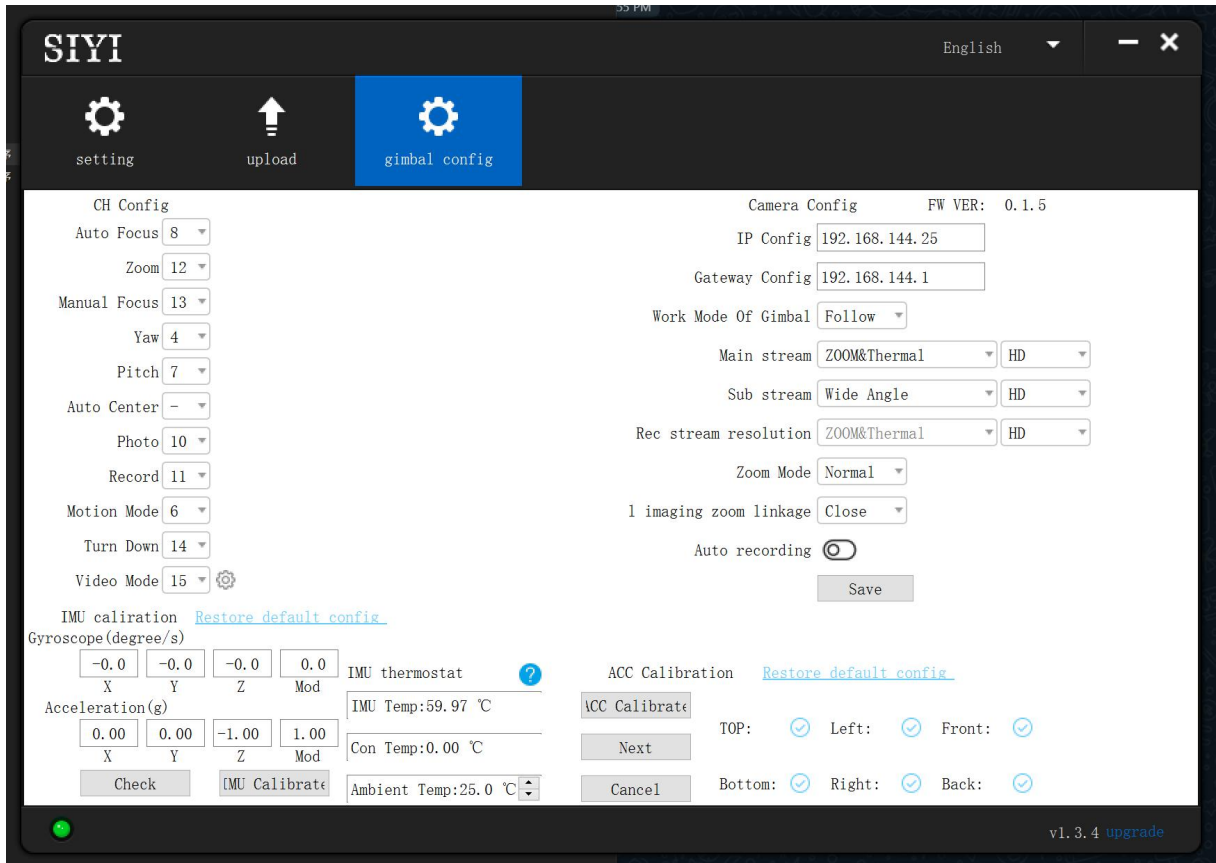 55 PM
SIYI
English
setting
upload
gimbal config
CH Config
Auto Focus 8
Zoom 12
Manual Focus 13
Yaw 4
Pitch 7
Auto Center -
Photo 10
Record 11
Motion Mode 6
Turn Down 14
Video Mode 15
Camera Config FW VER: 0.1.5
IP Config 192.168.144.25
Gateway Config 192.168.144.1
Work Mode Of Gimbal Follow
Main stream ZOOM&Thermal HD
Sub stream Wide Angle HD
Rec stream resolution ZOOM&Thermal HD
Zoom Mode Normal
l imaging zoom linkage Close
Auto recording
Save
IMU caliration Restore default config
Gyroscope(degree/s)
-0.0 -0.0 -0.0 0.0
X Y Z Mod
Acceleration(g)
0.00 0.00 -1.00 1.00
X Y Z Mod
Check IMU Calibrate
IMU thermostat ?
IMU Temp:59.97 ℃
Con Temp:0.00 ℃
Ambient Temp:25.0 ℃
ACC Calibration Restore default config
ACC Calibrate
Next
Cancel
TOP: Left: Front:
Bottom: Right: Back:
v1.3.4 upgrade